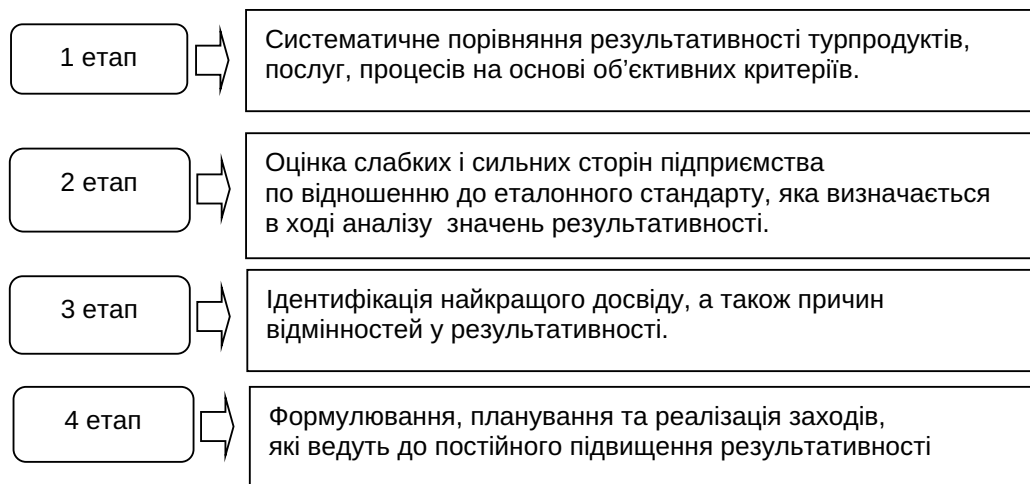 1 етап
Систематичне порівняння результативності турпродуктів,
послуг, процесів на основі об’єктивних критеріїв.
2 етап
Оцінка слабких і сильних сторін підприємства
по відношенню до еталонного стандарту, яка визначається
в ході аналізу  значень результативності.
3 етап
Ідентифікація найкращого досвіду, а також причин
відмінностей у результативності.
4 етап
Формулювання, планування та реалізація заходів,
які ведуть до постійного підвищення результативності